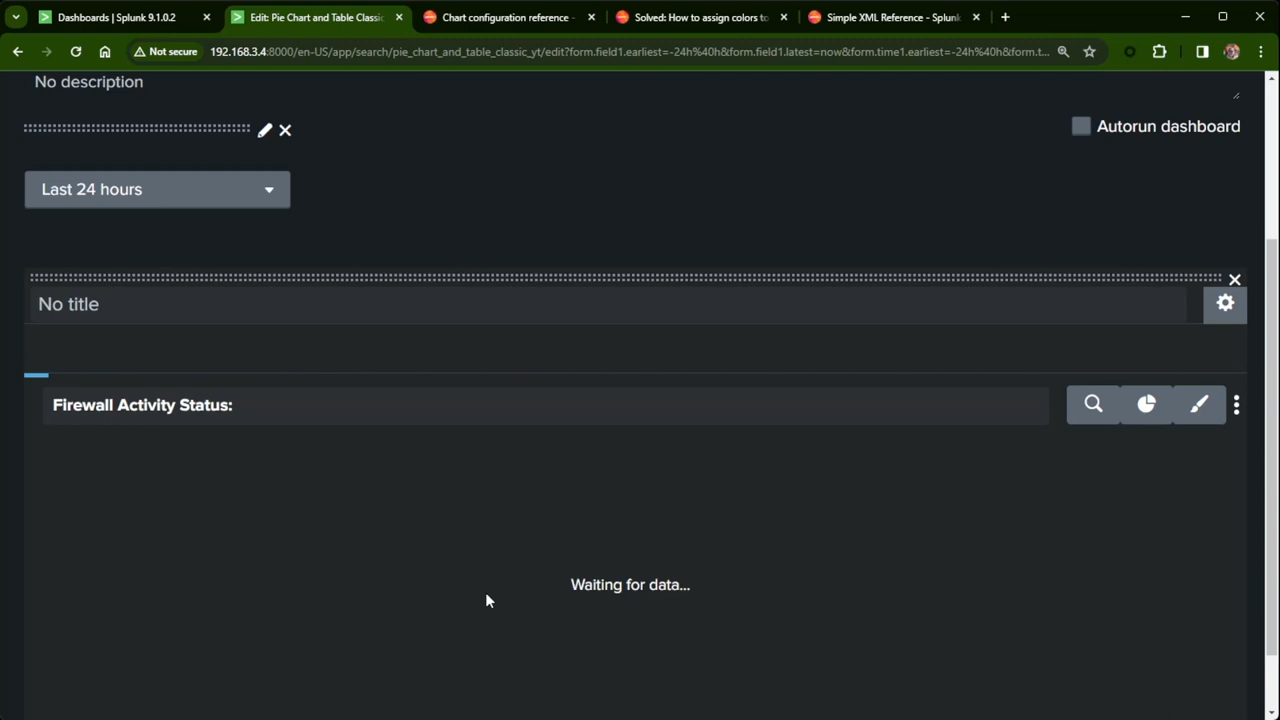 Dashboards | Splunk 9.1.0.2
Edit: Pie Chart and Table Classic
Chart configuration reference -
Solved: How to assign colors to
Simple XML Reference - Splunk
Not secure
192.168.3.4:8000/en-US/app/search/pie_chart_and_table_classic_yt/edit?form.field1.earliest=-24h%40h&form.field1.latest=now&form.time1.earliest=-24h%40h&form.t...
No description
Autorun dashboard
Last 24 hours
No title
Firewall Activity Status:
Waiting for data...